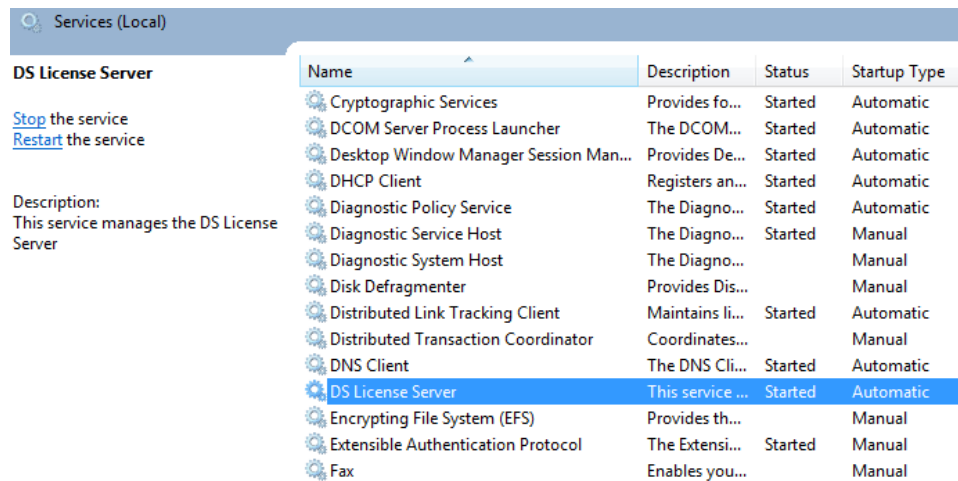 Services (Local)
DS License Server
Stop the service
Restart the service
Description:
This service manages the DS License
Server
Name Description Status Startup Type
Cryptographic Services Provides fo... Started Automatic
DCOM Server Process Launcher The DCOM... Started Automatic
Desktop Window Manager Session Man... Provides De... Started Automatic
DHCP Client Registers an... Started Automatic
Diagnostic Policy Service The Diagno... Started Automatic
Diagnostic Service Host The Diagno... Started Manual
Diagnostic System Host The Diagno... Manual
Disk Defragmenter Provides Dis... Manual
Distributed Link Tracking Client Maintains li... Started Automatic
Distributed Transaction Coordinator Coordinates... Manual
DNS Client The DNS Cli... Started Automatic
DS License Server This service ... Started Automatic
Encrypting File System (EFS) Provides th... Manual
Extensible Authentication Protocol The Extensi... Started Manual
Fax Enables you... Manual